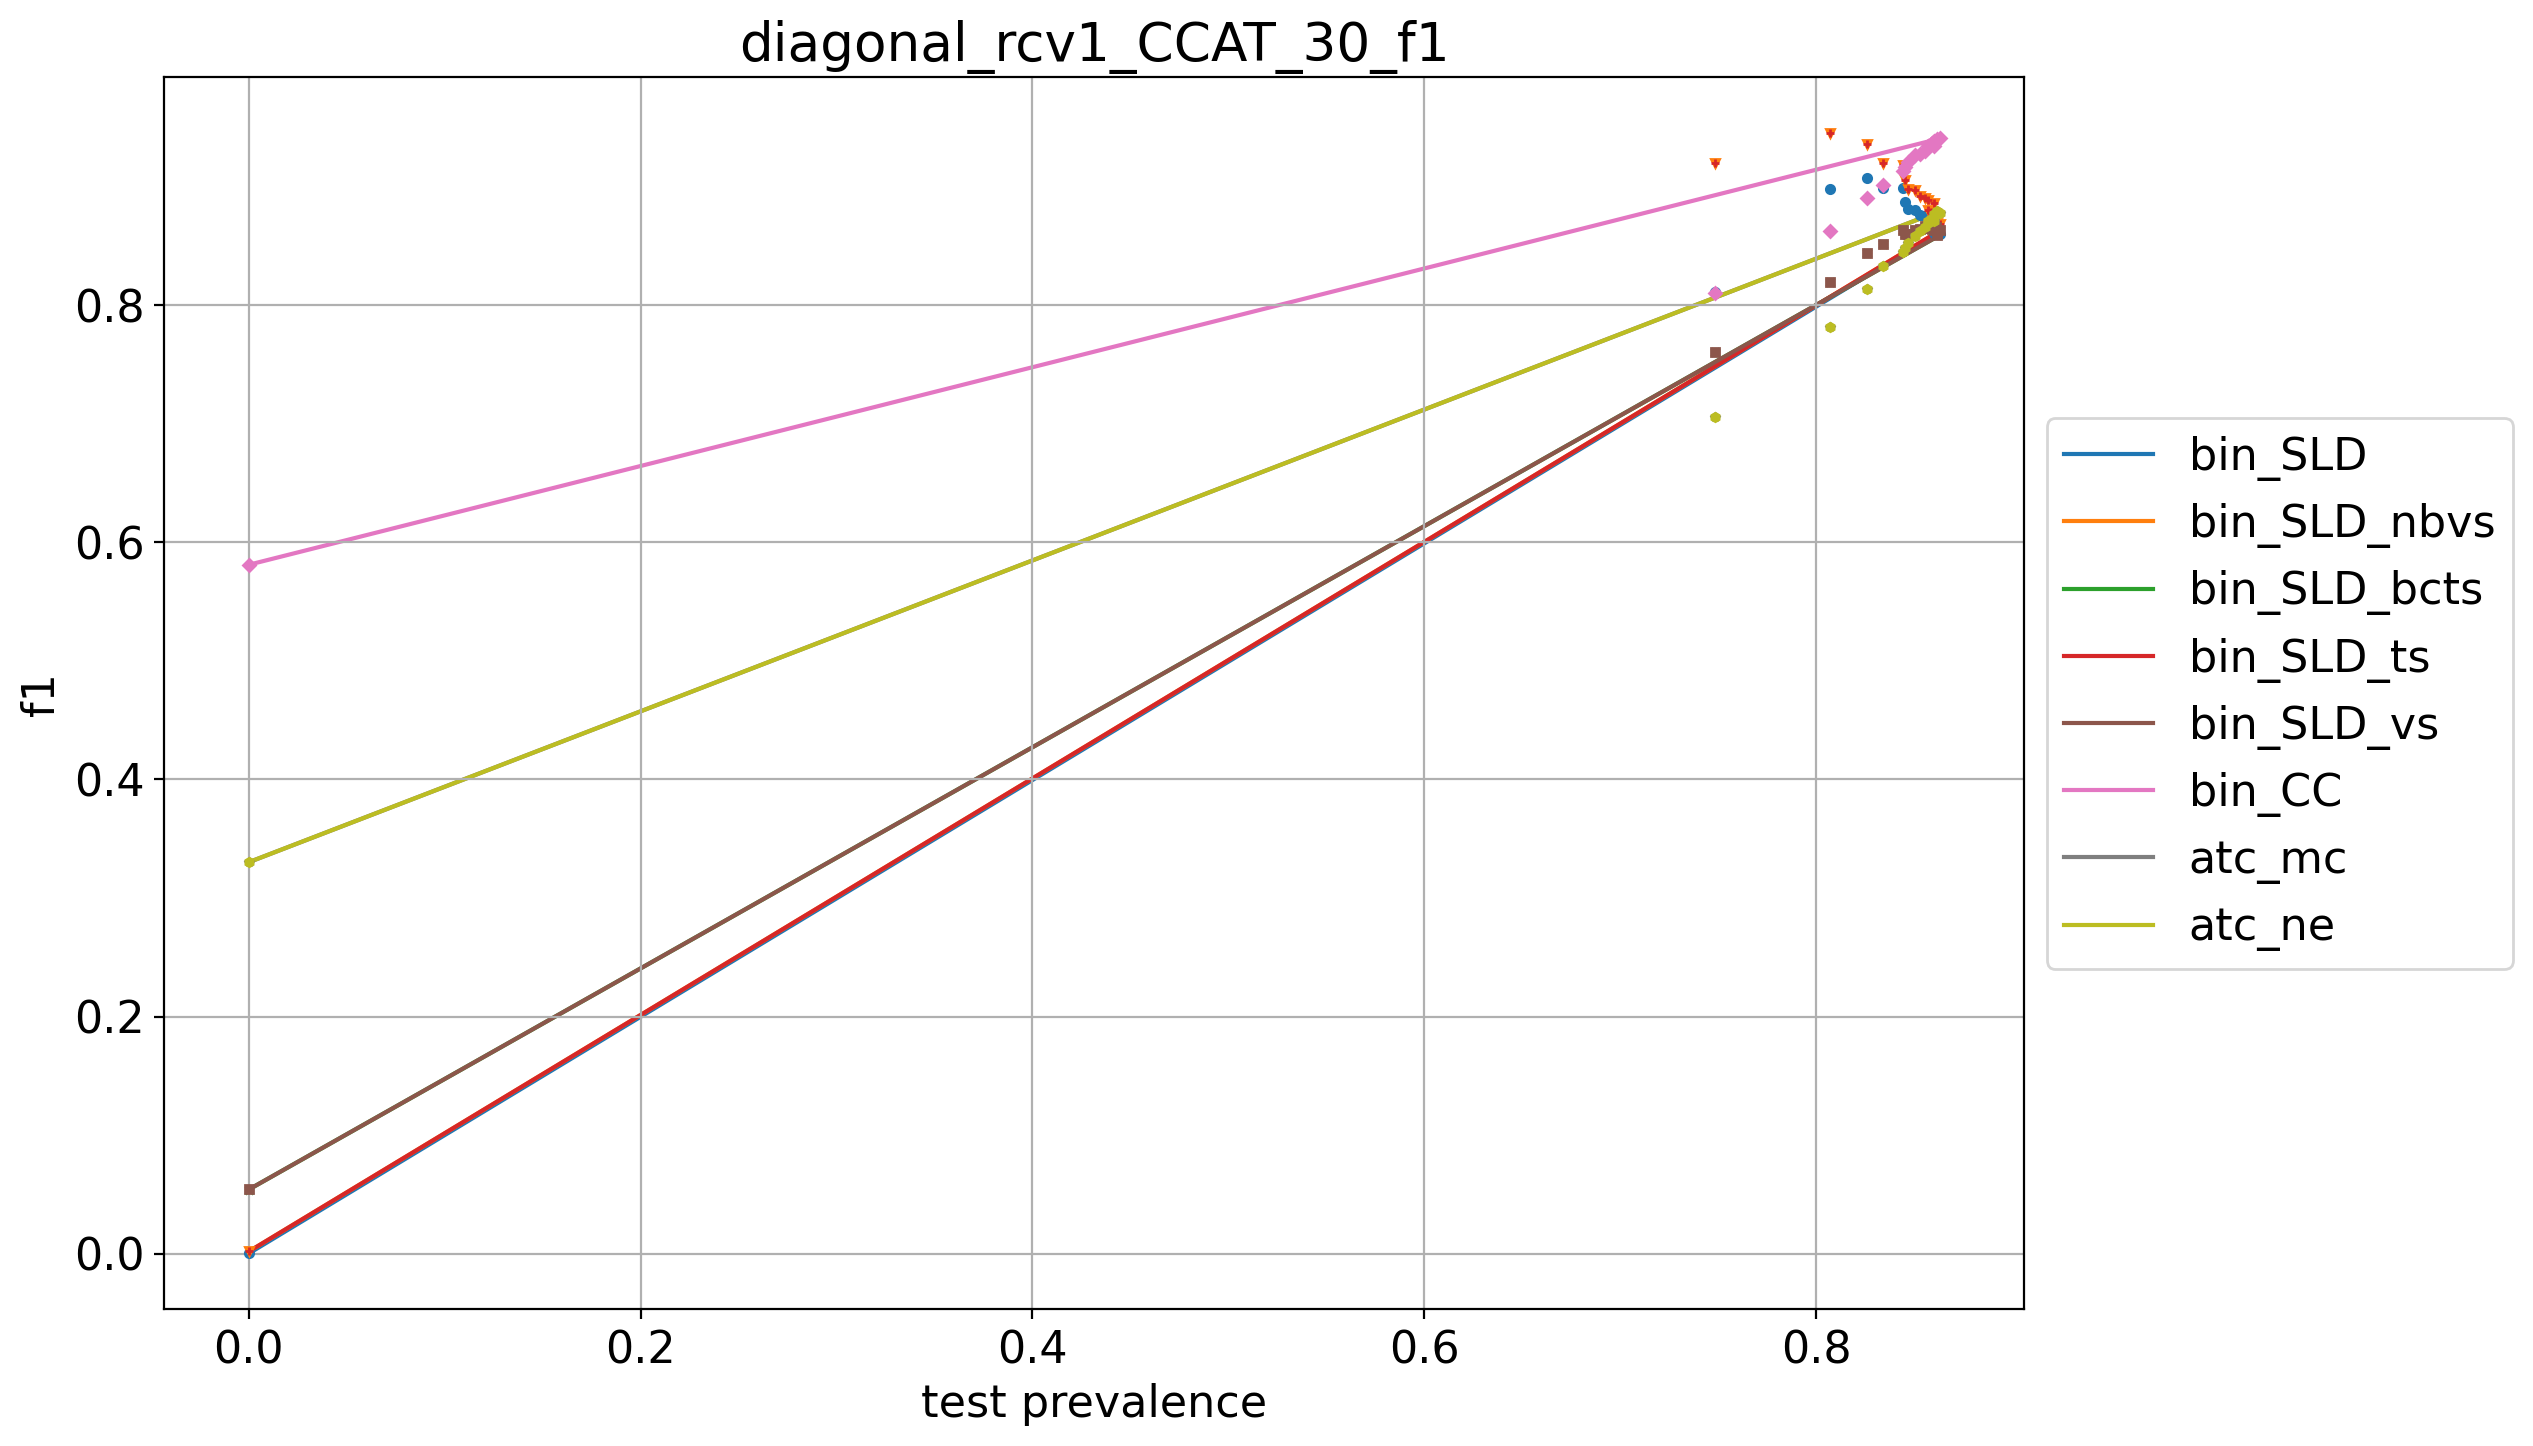 diagonal_rcv1_CCAT_30_f1
f1
0.8
0.6
0.4
0.2
0.0
0.0 0.2 0.4 0.6 0.8
test prevalence
bin_SLD
bin_SLD_nbvs
bin_SLD_bcts
bin_SLD_ts
bin_SLD_vs
bin_CC
atc_mc
atc_ne